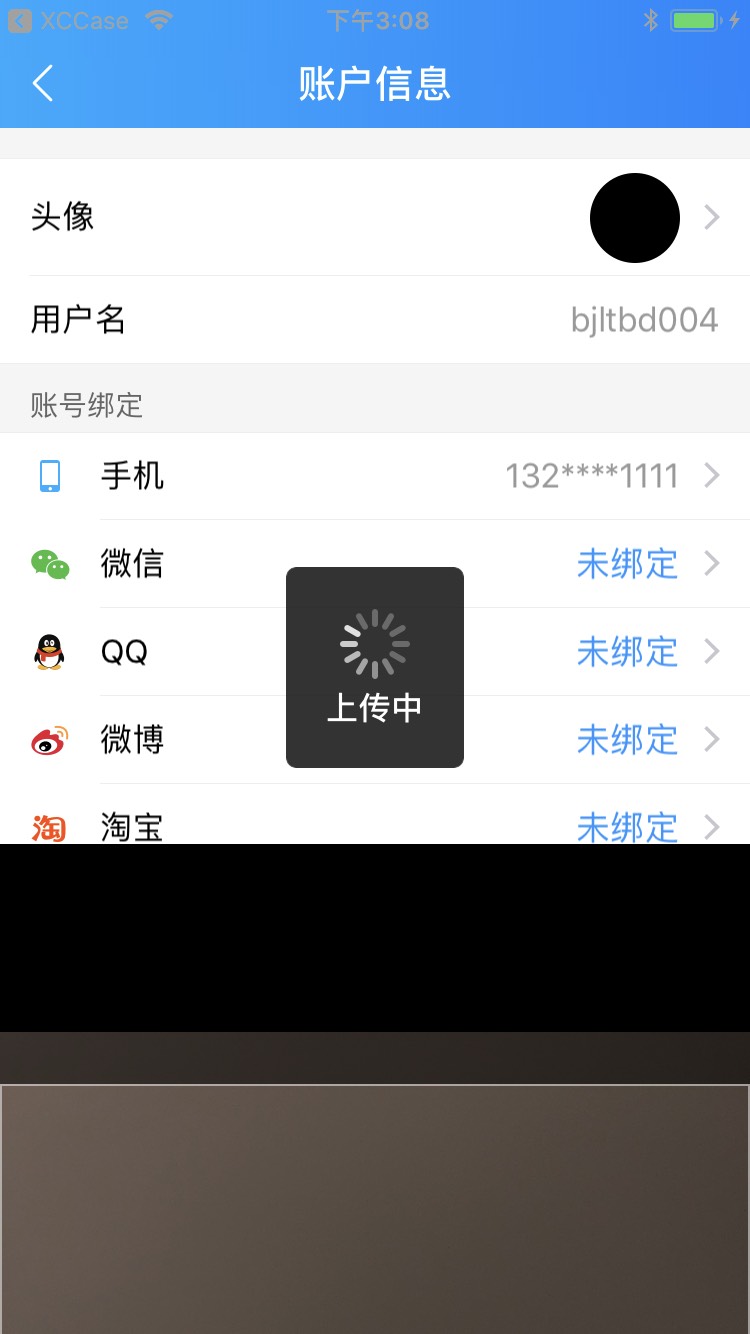 XCCase 下午3:08
账户信息
头像
用户名 bjltbd004
账号绑定
手机 132****1111
微信 未绑定
QQ 未绑定
微博 未绑定
淘 淘宝 未绑定
上传中